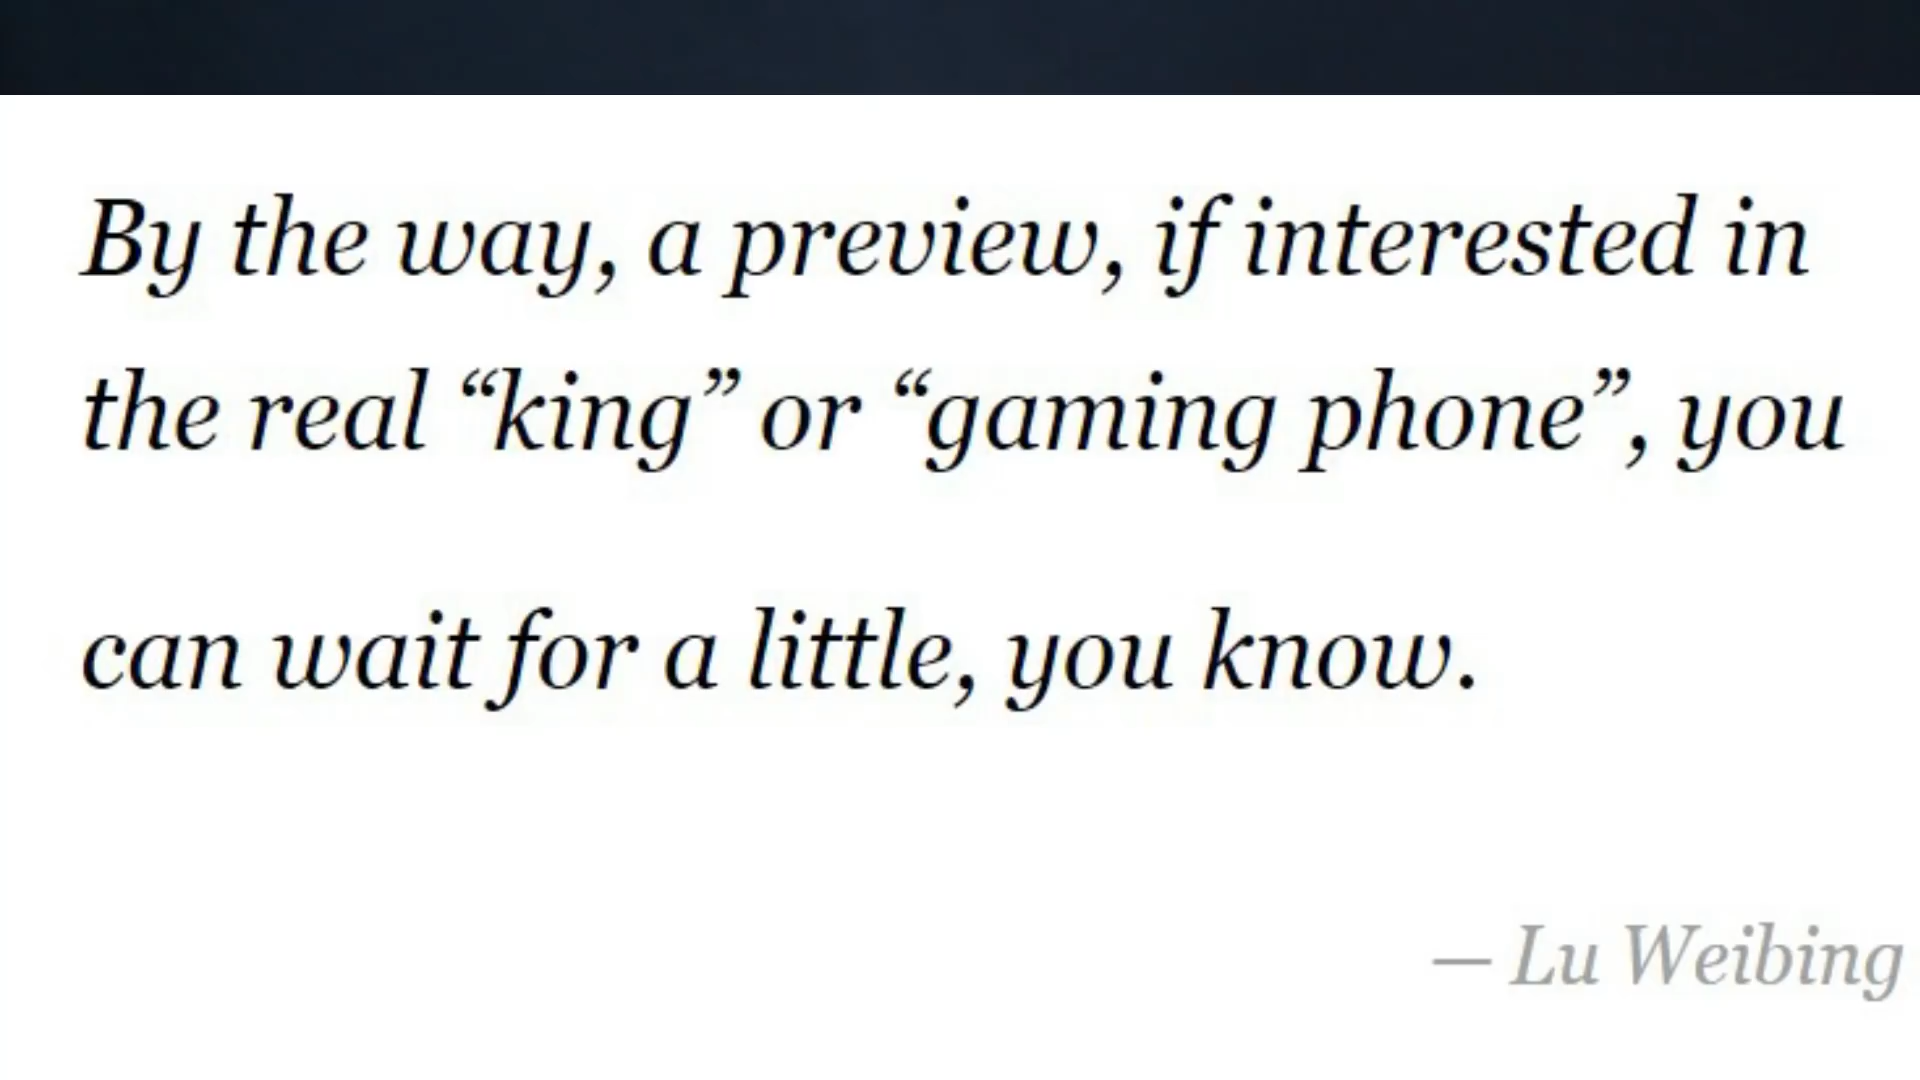 By the way, a preview, if interested in
the real “king” or “gaming phone”, you
can wait for a little, you know.
— Lu Weibing